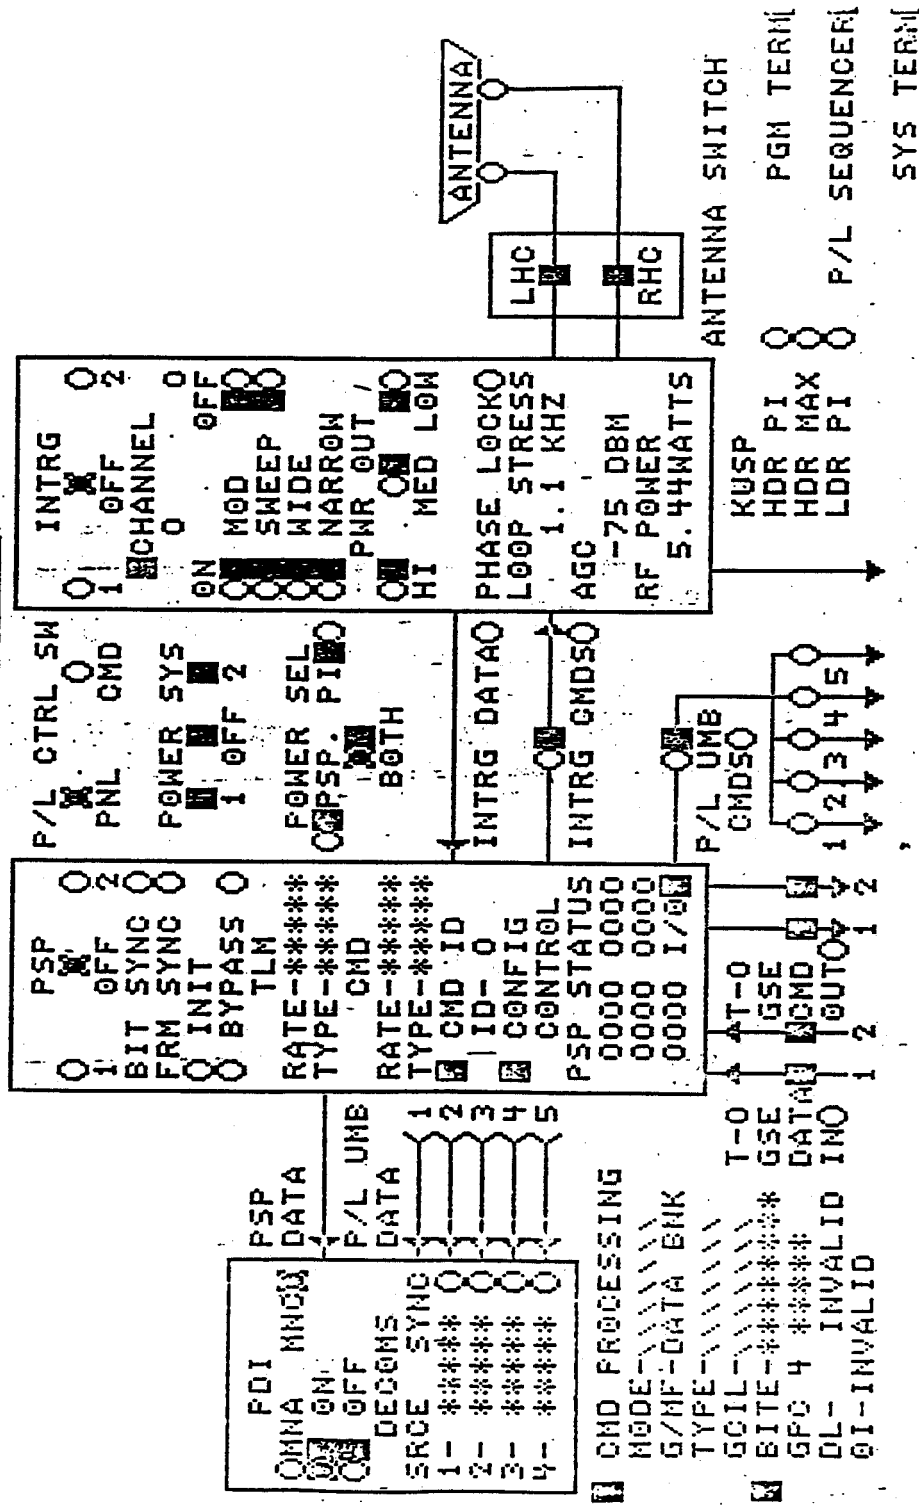 PDI
MNA MNC
ON
OFF
DECOMS
SRCE SYNC
1- *****
2- *****
3- *****
4- *****
PSP
DATA
P/L UMB
DATA
1
2
3
4
5
CMD PROCESSING
MODE-
G/MF-DATA BNK
TYPE-
GCIL-
BITE-******
GPC 4 *****
DL- INVALID
OI-INVALID
PSP
1 OFF 2
BIT SYNC
FRM SYNC
INIT
BYPASS
TLM
RATE-*****
TYPE-*****
CMD
RATE-*****
TYPE-*****
CMD ID
ID- 0
CONFIG
CONTROL
PSP STATUS
0000 0000
0000 0000
0000 I/0
T-0
GSE
DATA
IN
1 2
T-0
GSE
CMD
OUT
1 2
P/L CTRL SW
PNL CMD
POWER SYS
1 OFF 2
POWER SEL
PSP PI
BOTH
INTRG DATA
INTRG CMDS
P/L UMB
CMDS
1 2 3 4 5
INTRG
1 OFF 2
CHANNEL
0 0
ON OFF
MOD
SWEEP
WIDE
NARROW
PWR OUT
HI MED LOW
PHASE LOCK
LOOP STRESS
1.1 KHZ
AGC
-75 DBM
RF POWER
5.44WATTS
LHC
RHC
ANTENNA
ANTENNA SWITCH
KUSP
HDR PI
HDR MAX
LDR PI
PGM TERM[
P/L SEQUENCER[
SYS TERM[